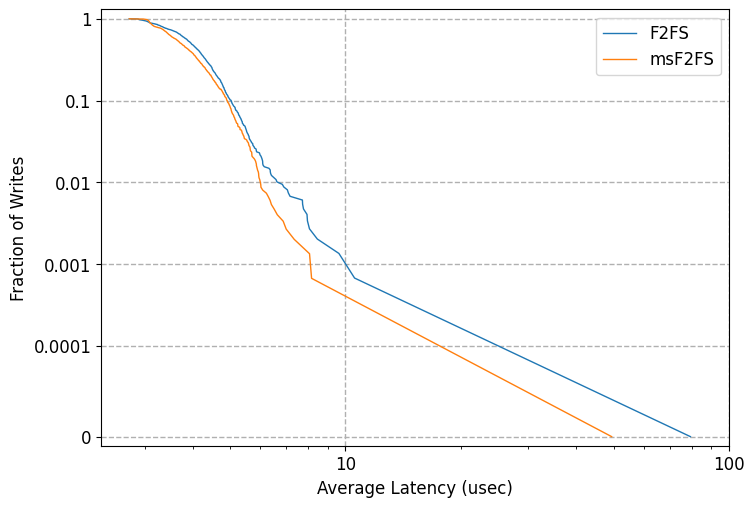 F2FS
msF2FS
Fraction of Writes
1
0.1
0.01
0.001
0.0001
0
10
100
Average Latency (usec)